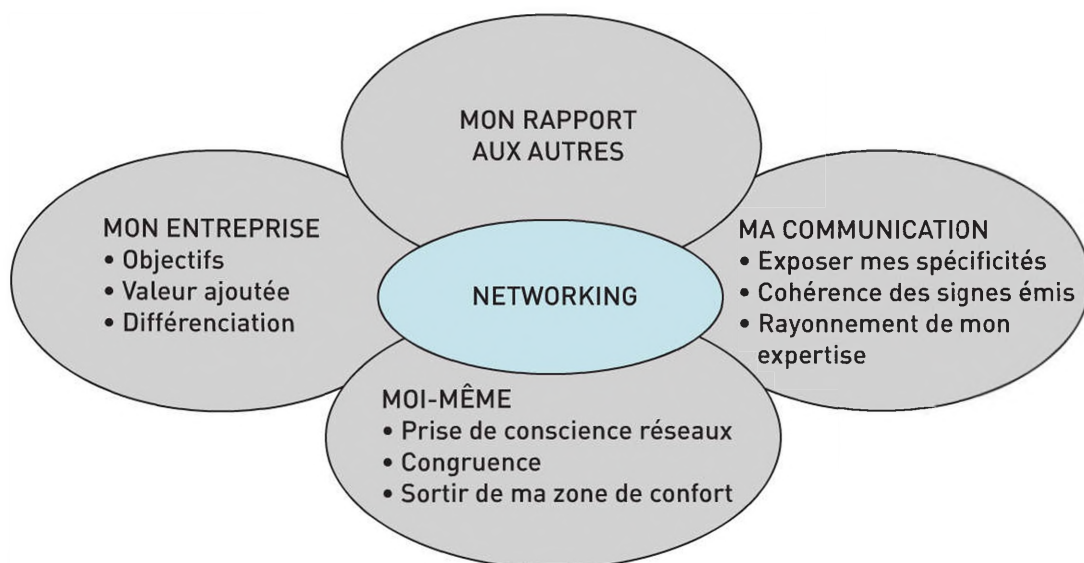 MON RAPPORT
AUX AUTRES
MON ENTREPRISE
• Objectifs
• Valeur ajoutée
• Différenciation
NETWORKING
MA COMMUNICATION
• Exposer mes spécificités
• Cohérence des signes émis
• Rayonnement de mon
expertise
MOI-MÊME
• Prise de conscience réseaux
• Congruence
• Sortir de ma zone de confort